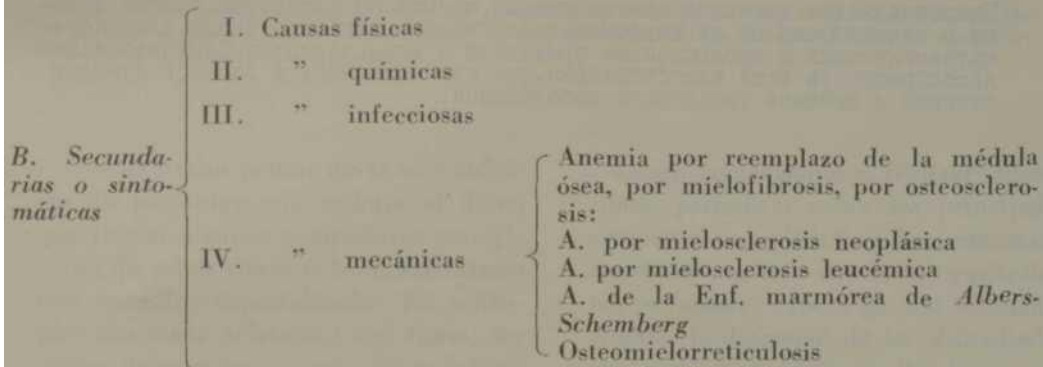 I. Causas físicas
II. ” químicas
III. ” infecciosas
B. Secunda-
rias o sinto-
máticas
IV. ” mecánicas
Anemia por reemplazo de la médula
ósea, por mielofibrosis, por osteosclero-
sis:
A. por mielosclerosis neoplásica
A. por mielosclerosis leucémica
A. de la Enf. marmórea de Albers-
Schemberg
Osteomielorreticulosis